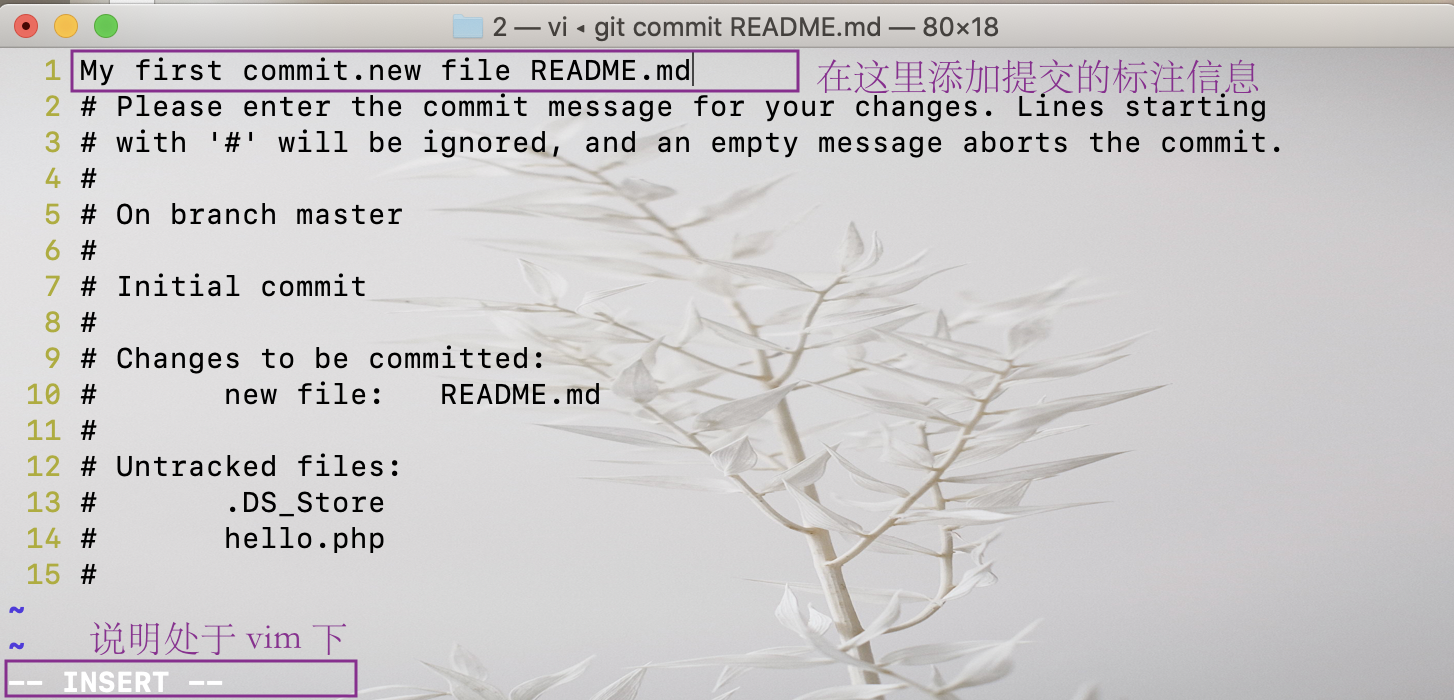 2 — vi ◂ git commit README.md — 80×18
1 My first commit.new file README.md 在这里添加提交的标注信息
2 # Please enter the commit message for your changes. Lines starting
3 # with '#' will be ignored, and an empty message aborts the commit.
4 #
5 # On branch master
6 #
7 # Initial commit
8 #
9 # Changes to be committed:
10 #       new file:   README.md
11 #
12 # Untracked files:
13 #       .DS_Store
14 #       hello.php
15 #
~
~ 说明处于 vim 下
-- INSERT --